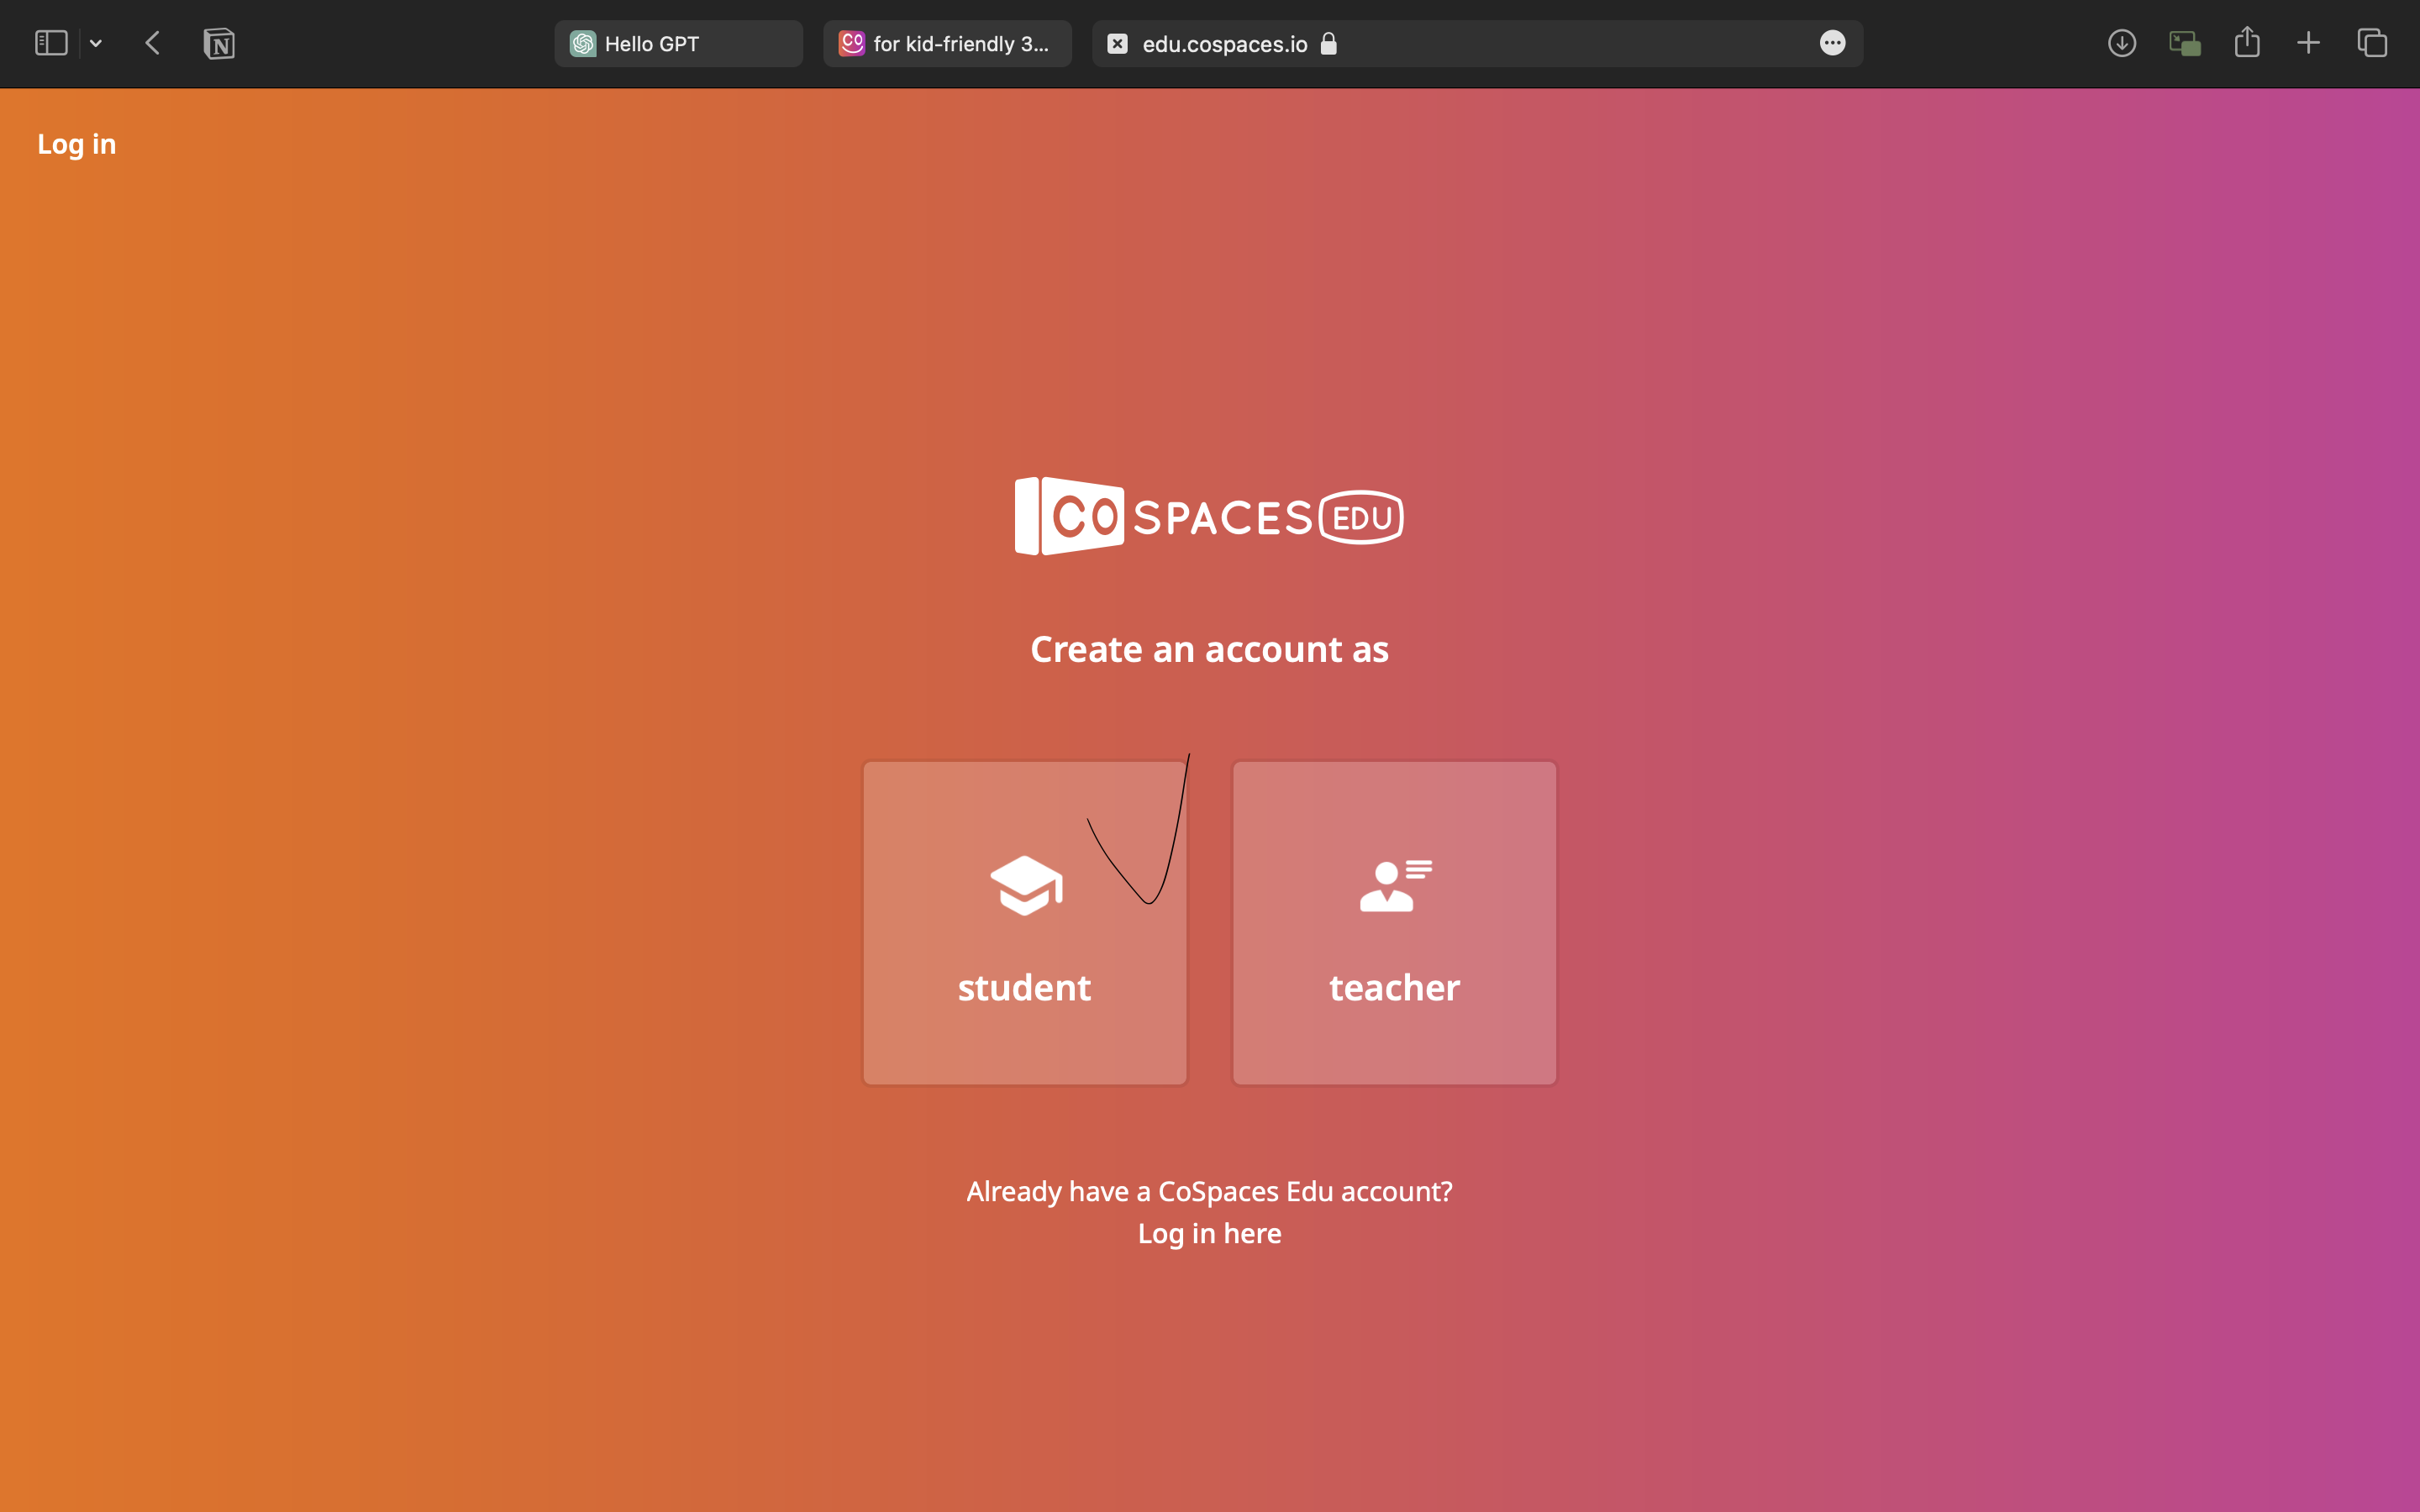 Hello GPT
for kid-friendly 3...
edu.cospaces.io
Log in
CO SPACES EDU
Create an account as
student
teacher
Already have a CoSpaces Edu account?
Log in here